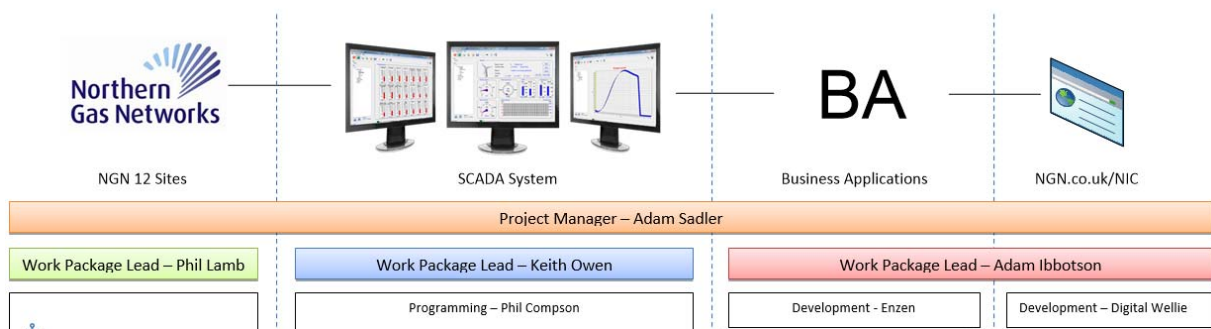 Northern
Gas Networks
BA
NGN 12 Sites
SCADA System
Business Applications
NGN.co.uk/NIC
Project Manager – Adam Sadler
Work Package Lead – Phil Lamb
Work Package Lead – Keith Owen
Work Package Lead – Adam Ibbotson
Programming – Phil Compson
Development - Enzen
Development – Digital Wellie